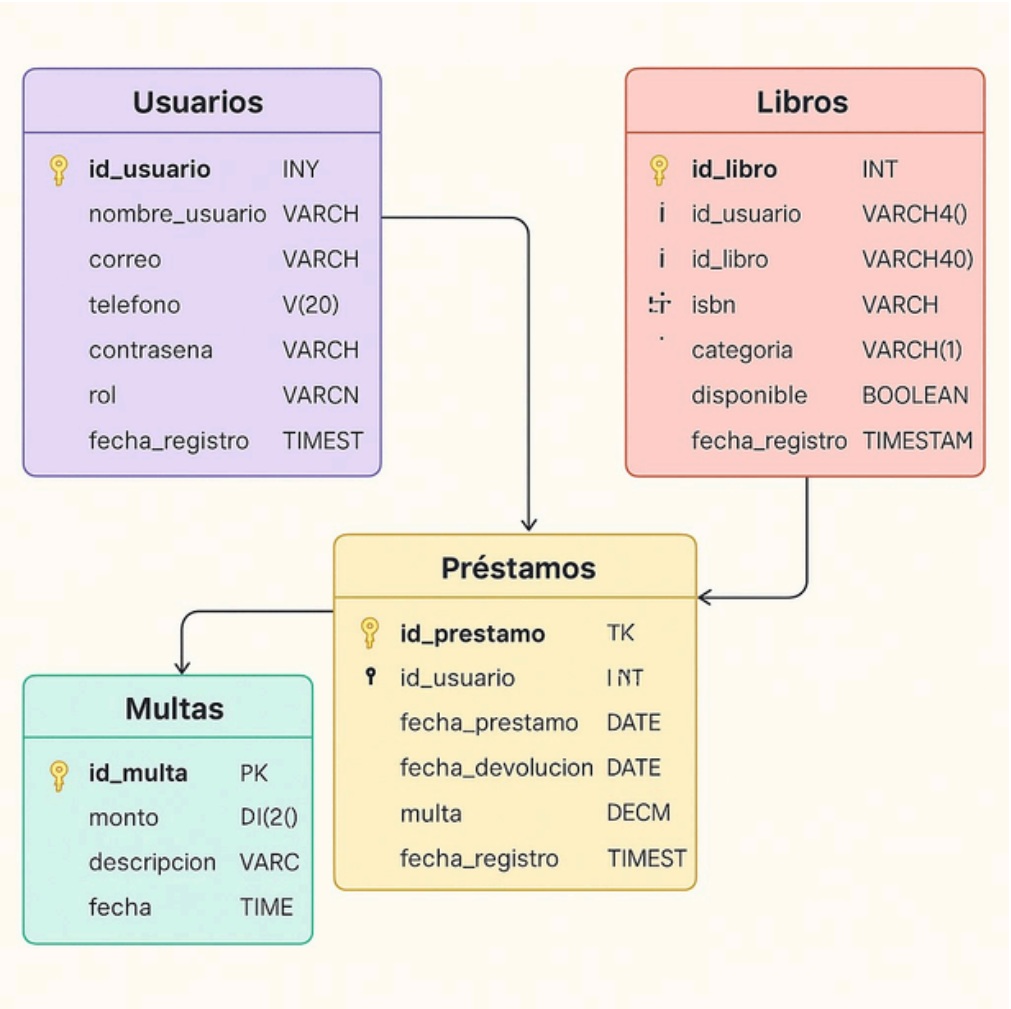 Usuarios
id_usuario INY
nombre_usuario VARCH
correo VARCH
telefono V(20)
contrasena VARCH
rol VARCN
fecha_registro TIMEST
Libros
id_libro INT
i id_usuario VARCH4()
i id_libro VARCH40)
isbn VARCH
categoria VARCH(1)
disponible BOOLEAN
fecha_registro TIMESTAM
Préstamos
id_prestamo TK
id_usuario INT
fecha_prestamo DATE
fecha_devolucion DATE
multa DECM
fecha_registro TIMEST
Multas
id_multa PK
monto DI(2()
descripcion VARC
fecha TIME